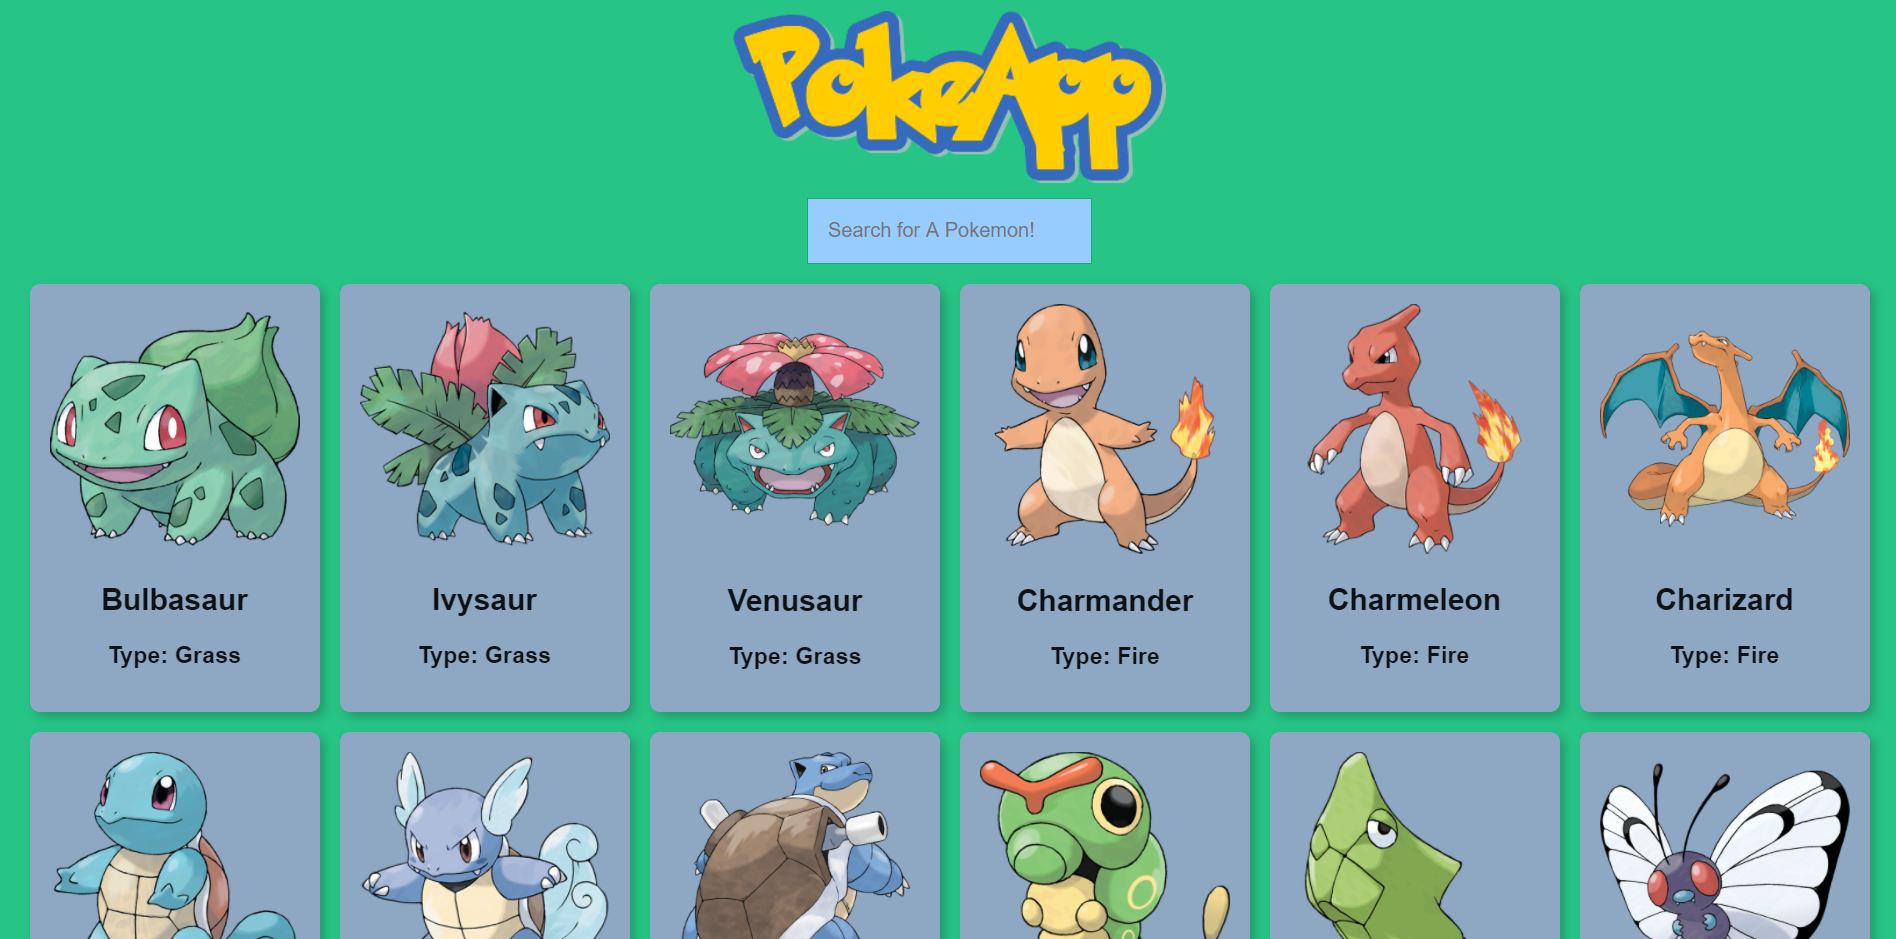 PokeApp
Search for A Pokemon!
Bulbasaur
Type: Grass
Ivysaur
Type: Grass
Venusaur
Type: Grass
Charmander
Type: Fire
Charmeleon
Type: Fire
Charizard
Type: Fire